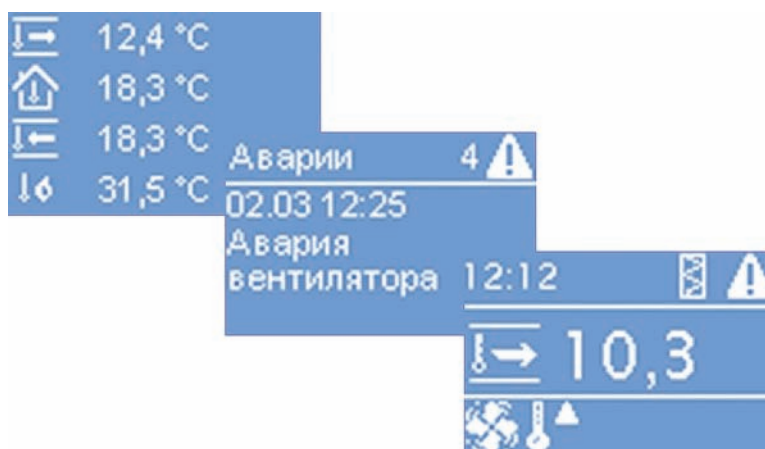 12,4 °C
18,3 °C
18,3 °C
31,5 °C
Аварии 4
02.03 12:25
Авария
вентилятора
12:12
10,3